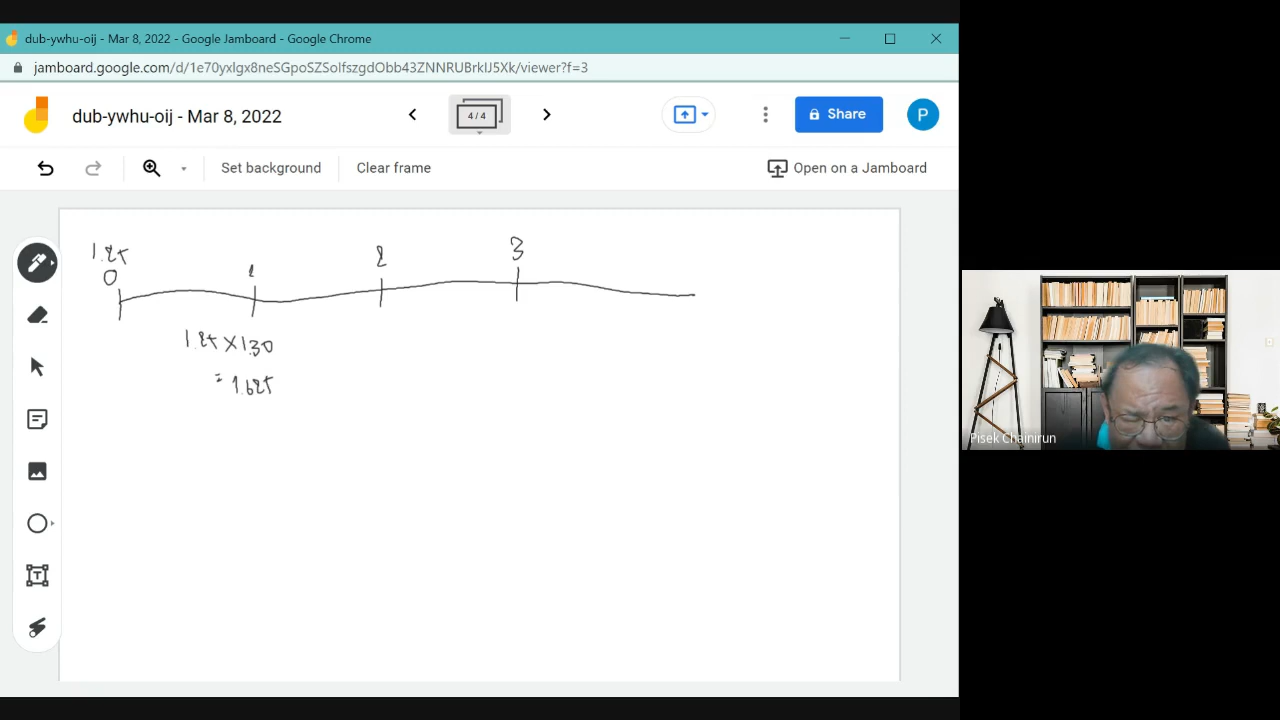 dub-ywhu-oij - Mar 8, 2022 - Google Jamboard - Google Chrome
jamboard.google.com/d/1e70yxlgx8neSGpoSZSolfszgdObb43ZNNRUBrklJ5Xk/viewer?f=3
dub-ywhu-oij - Mar 8, 2022
4 / 4
Share
P
Set background
Clear frame
Open on a Jamboard
1.25
0 1 2 3
1.25 X 1.30
= 1.625
Pisek Chainirun